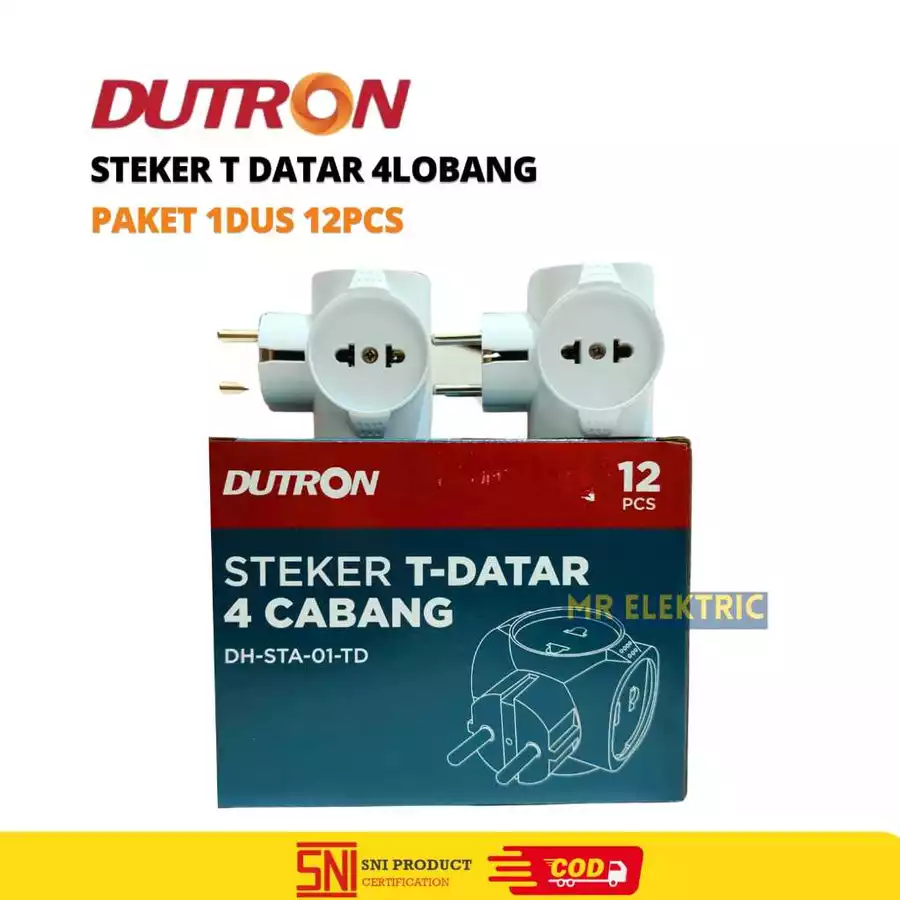 DUTRON
STEKER T DATAR 4LOBANG
PAKET 1DUS 12PCS
DUTRON
12
PCS
STEKER T-DATAR
4 CABANG
MR ELEKTRIC
DH-STA-01-TD
SNI
SNI PRODUCT
CERTIFICATION
COD